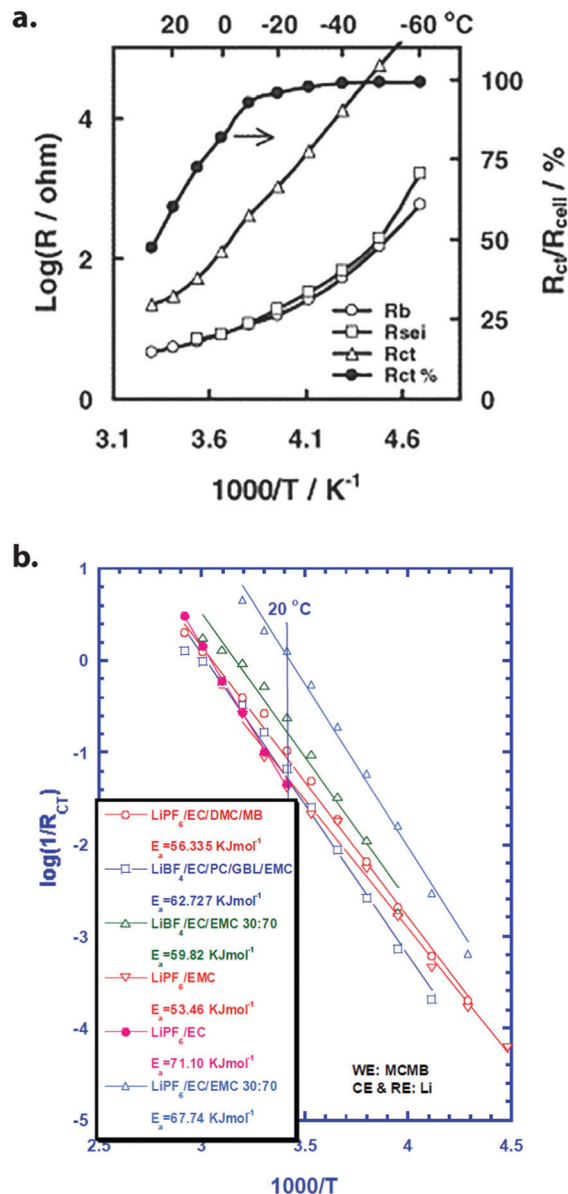 a.
20 0 -20 -40 -60 °C
4
2
0
Log(R / ohm)
100
75
50
25
0
Rct/Rcell / %
Rb
Rsei
Rct
Rct %
3.1 3.6 4.1 4.6
1000/T / K-1
b.
1
0
-1
-2
-3
-4
-5
log(1/RCT)
20 °C
LiPF6/EC/DMC/MB
Ea=56.335 KJmol-1
LiBF4/EC/PC/GBL/EMC
Ea=62.727 KJmol-1
LiBF4/EC/EMC 30:70
Ea=59.82 KJmol-1
LiPF6/EMC
Ea=53.46 KJmol-1
LiPF6/EC
Ea=71.10 KJmol-1
LiPF6/EC/EMC 30:70
Ea=67.74 KJmol-1
WE: MCMB
CE & RE: Li
2.5 3 3.5 4 4.5
1000/T